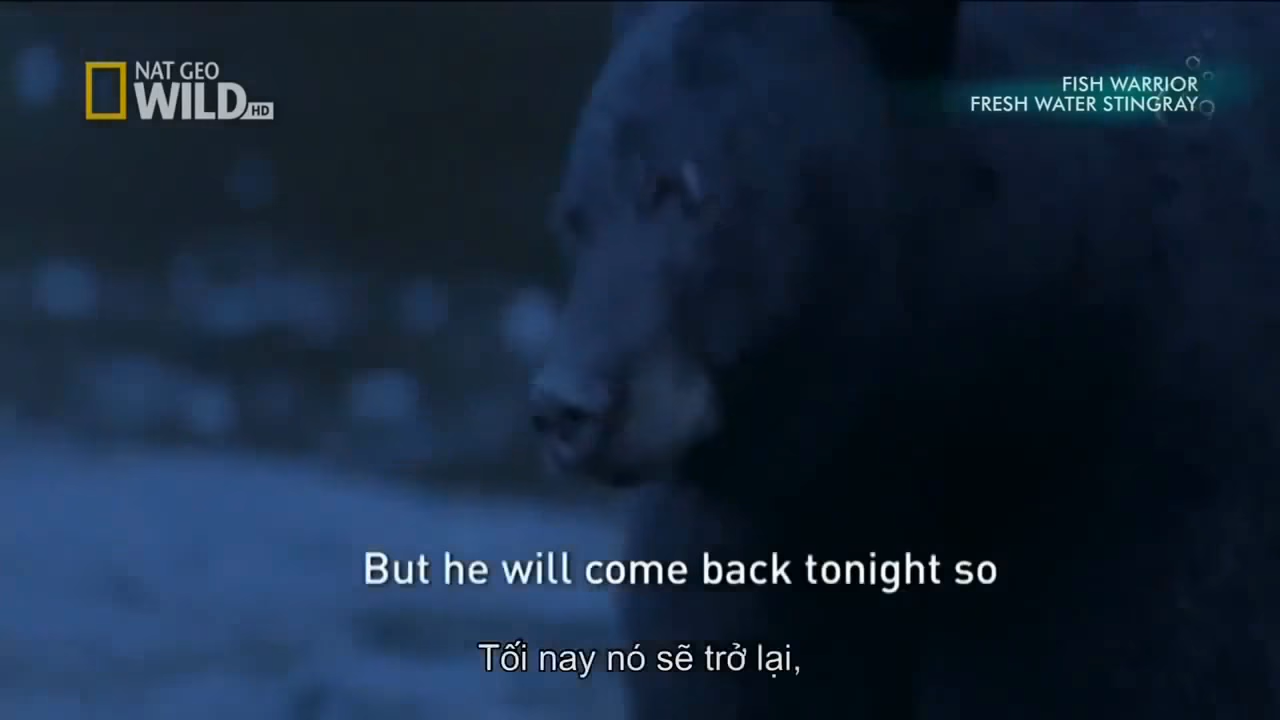 NAT GEO
WILD HD
FISH WARRIOR
FRESH WATER STINGRAY
But he will come back tonight so
Tối nay nó sẽ trở lại,